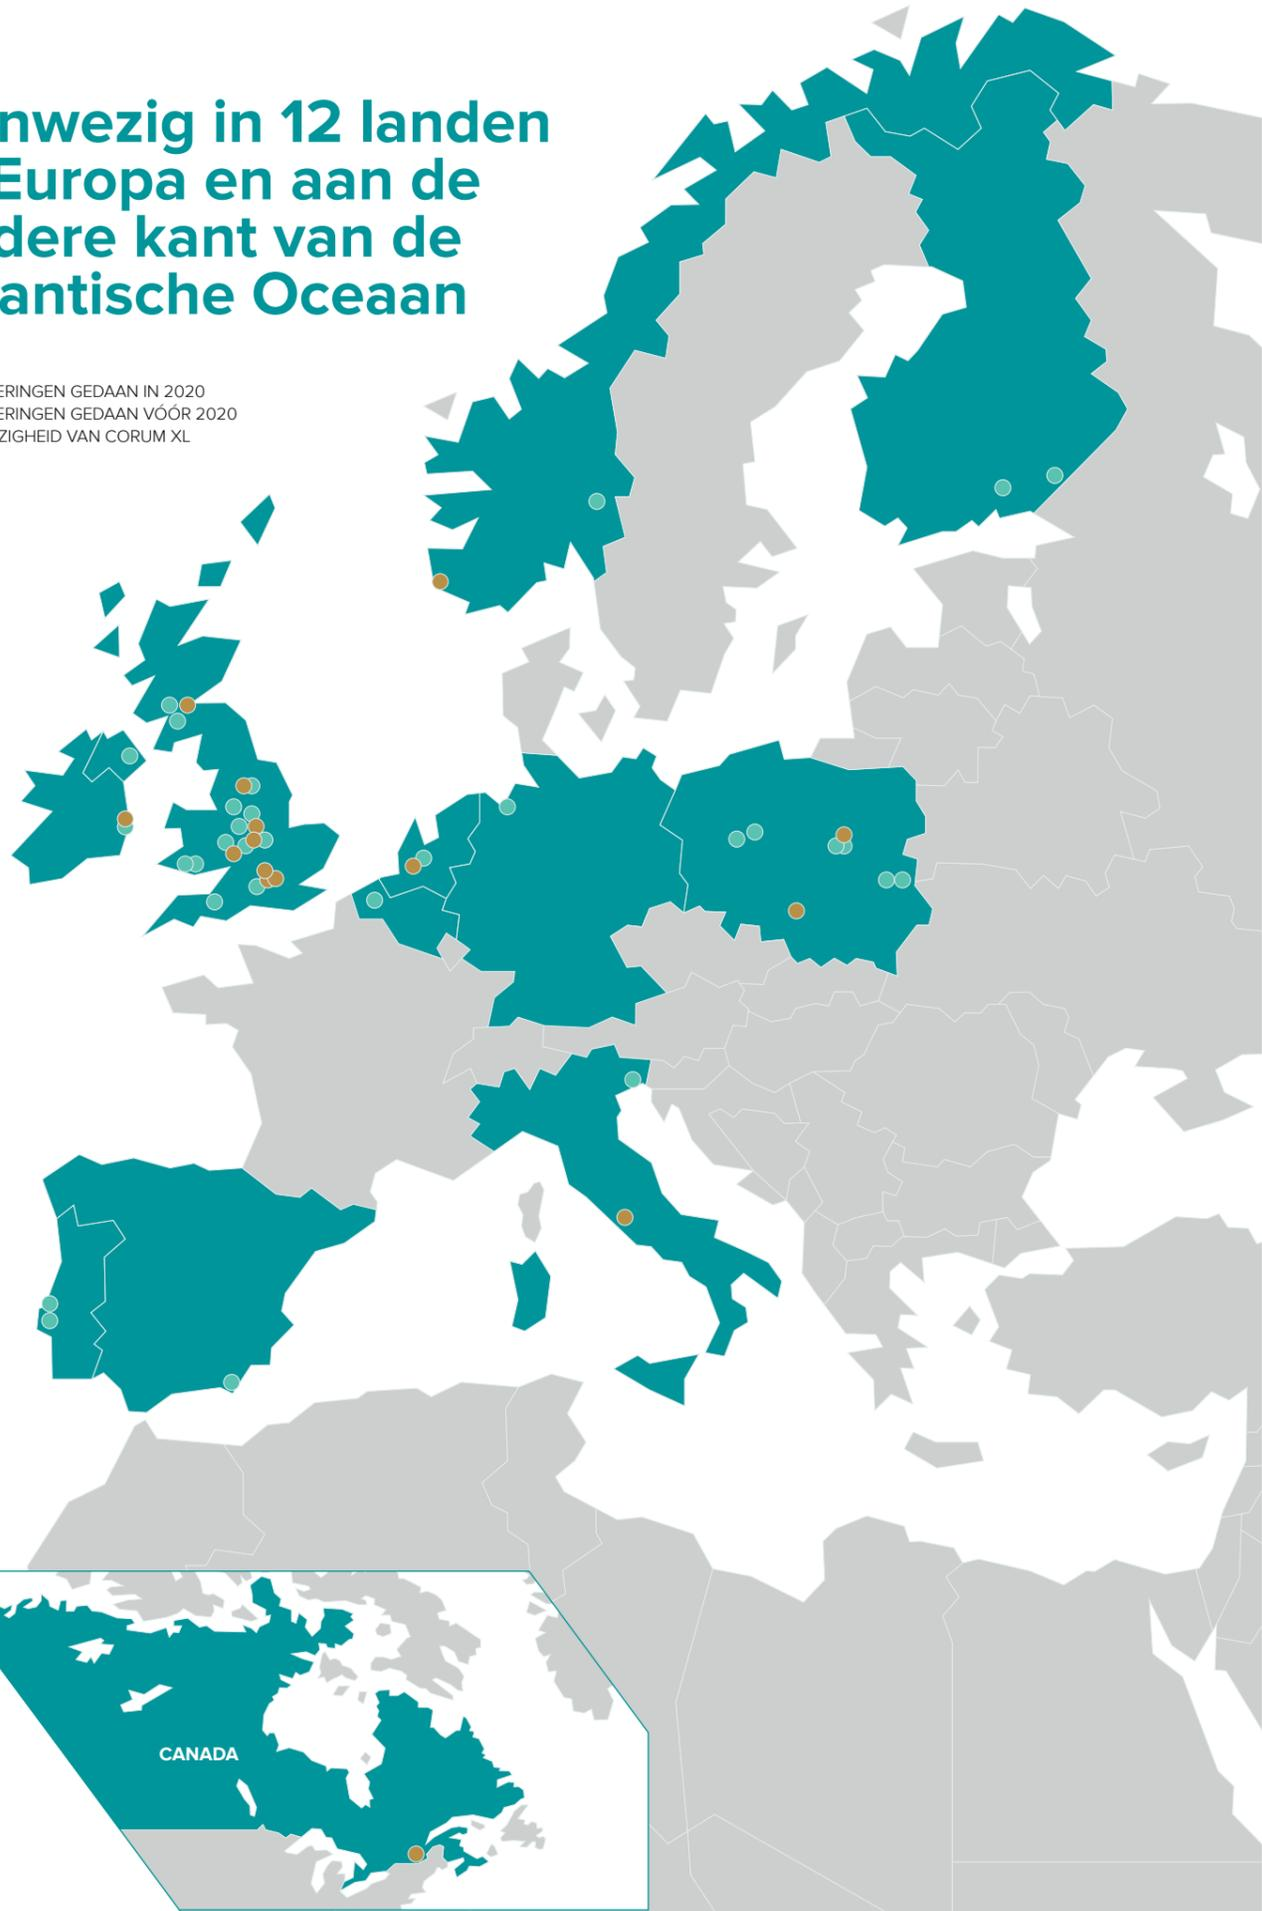 nwezig in 12 landen
Europa en aan de
dere kant van de
antische Oceaan
ERINGEN GEDAAN IN 2020
ERINGEN GEDAAN VÓÓR 2020
ZIGHEID VAN CORUM XL
CANADA